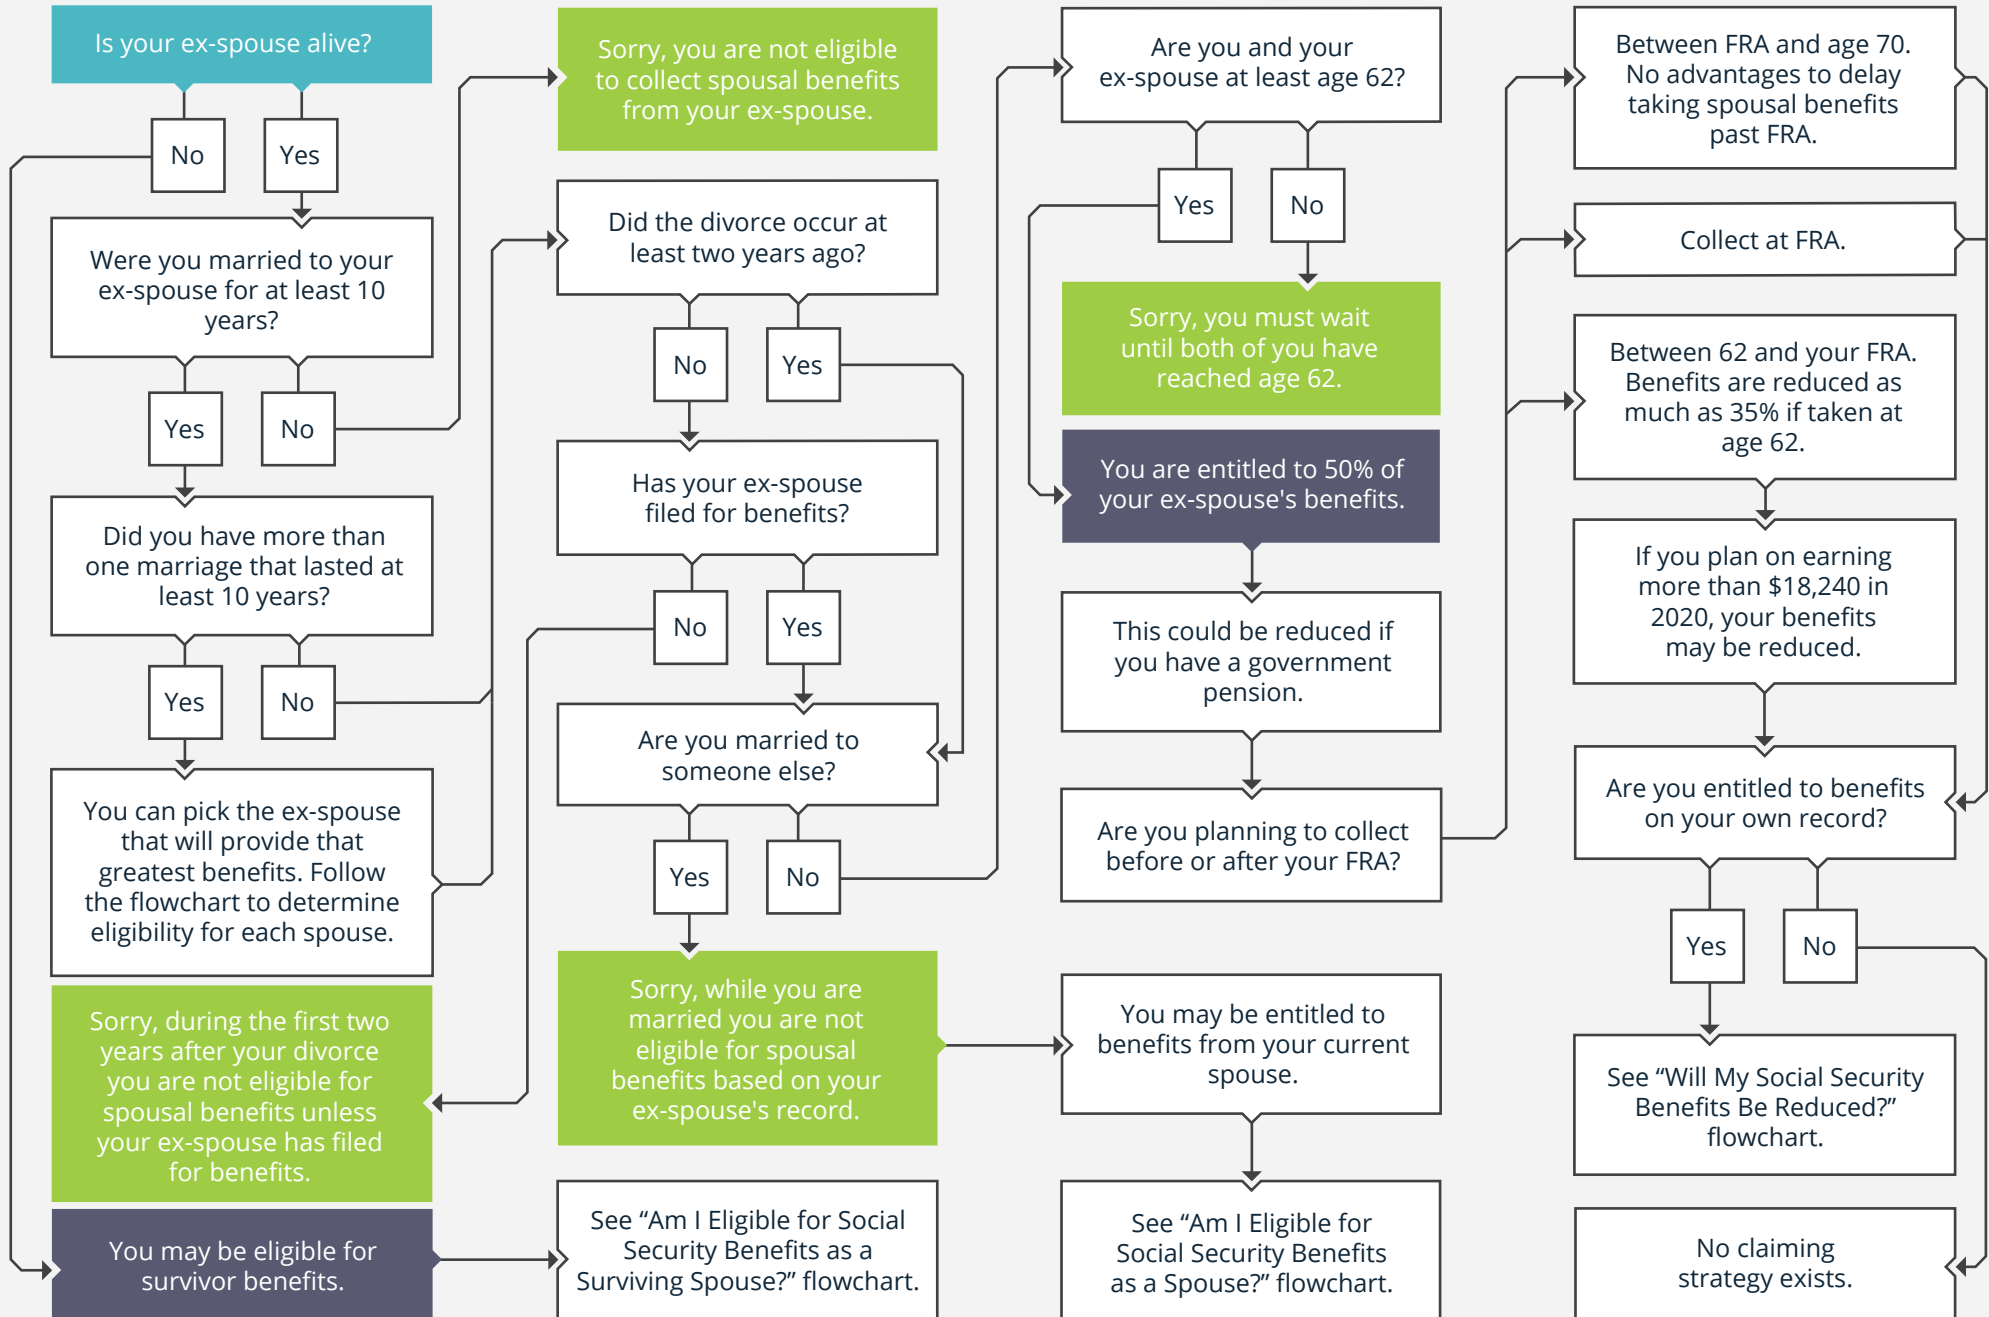 Is your ex-spouse alive?
No
Yes
Were you married to your
ex-spouse for at least 10
years?
Yes
No
Did you have more than
one marriage that lasted at
least 10 years?
Yes
No
You can pick the ex-spouse
that will provide that
greatest benefits. Follow
the flowchart to determine
eligibility for each spouse.
Sorry, during the first two
years after your divorce
you are not eligible for
spousal benefits unless
your ex-spouse has filed
for benefits.
You may be eligible for
survivor benefits.
Sorry, you are not eligible
to collect spousal benefits
from your ex-spouse.
Did the divorce occur at
least two years ago?
No
Yes
Has your ex-spouse
filed for benefits?
No
Yes
Are you married to
someone else?
Yes
No
Sorry, while you are
married you are not
eligible for spousal
benefits based on your
ex-spouse's record.
See “Am I Eligible for Social
Security Benefits as a
Surviving Spouse?” flowchart.
Are you and your
ex-spouse at least age 62?
Yes
No
Sorry, you must wait
until both of you have
reached age 62.
You are entitled to 50% of
your ex-spouse's benefits.
This could be reduced if
you have a government
pension.
Are you planning to collect
before or after your FRA?
You may be entitled to
benefits from your current
spouse.
See “Am I Eligible for
Social Security Benefits
as a Spouse?” flowchart.
Between FRA and age 70.
No advantages to delay
taking spousal benefits
past FRA.
Collect at FRA.
Between 62 and your FRA.
Benefits are reduced as
much as 35% if taken at
age 62.
If you plan on earning
more than $18,240 in
2020, your benefits
may be reduced.
Are you entitled to benefits
on your own record?
Yes
No
See “Will My Social Security
Benefits Be Reduced?”
flowchart.
No claiming
strategy exists.